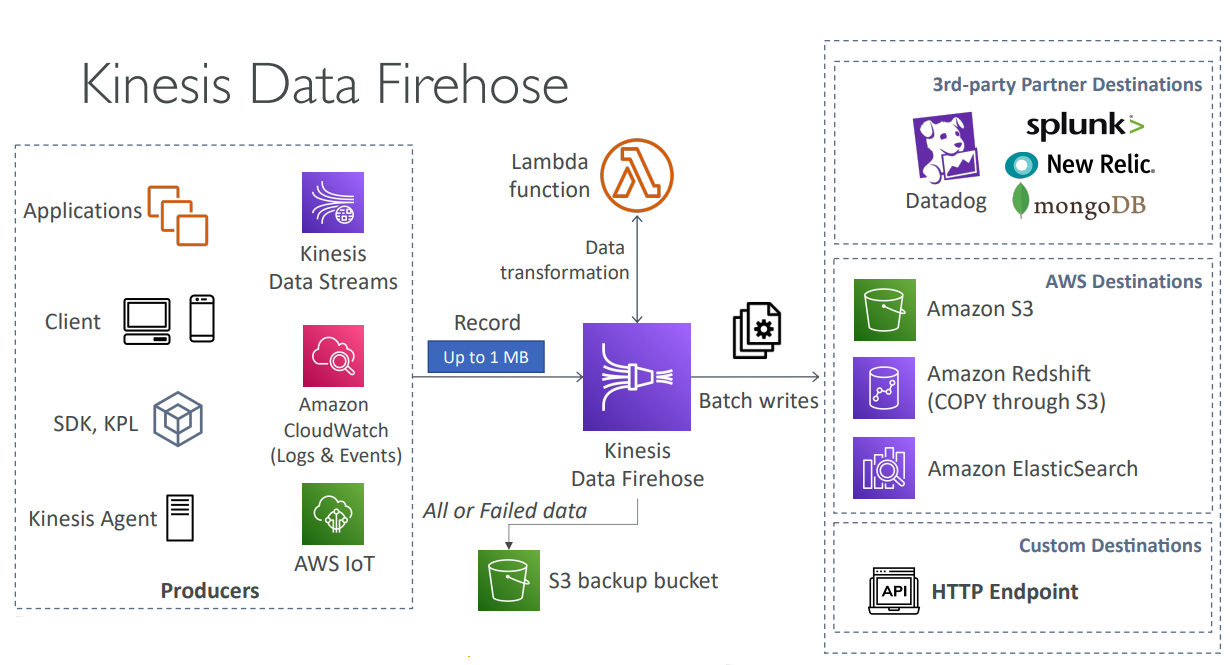 Kinesis Data Firehose
Applications
Client
SDK, KPL
Kinesis Agent
Kinesis
Data Streams
Amazon
CloudWatch
(Logs & Events)
AWS IoT
Producers
Record
Up to 1 MB
Lambda
function
Data
transformation
Kinesis
Data Firehose
Batch writes
All or Failed data
S3 backup bucket
3rd-party Partner Destinations
Datadog
splunk>
New Relic.
mongoDB
AWS Destinations
Amazon S3
Amazon Redshift
(COPY through S3)
Amazon ElasticSearch
Custom Destinations
API
HTTP Endpoint